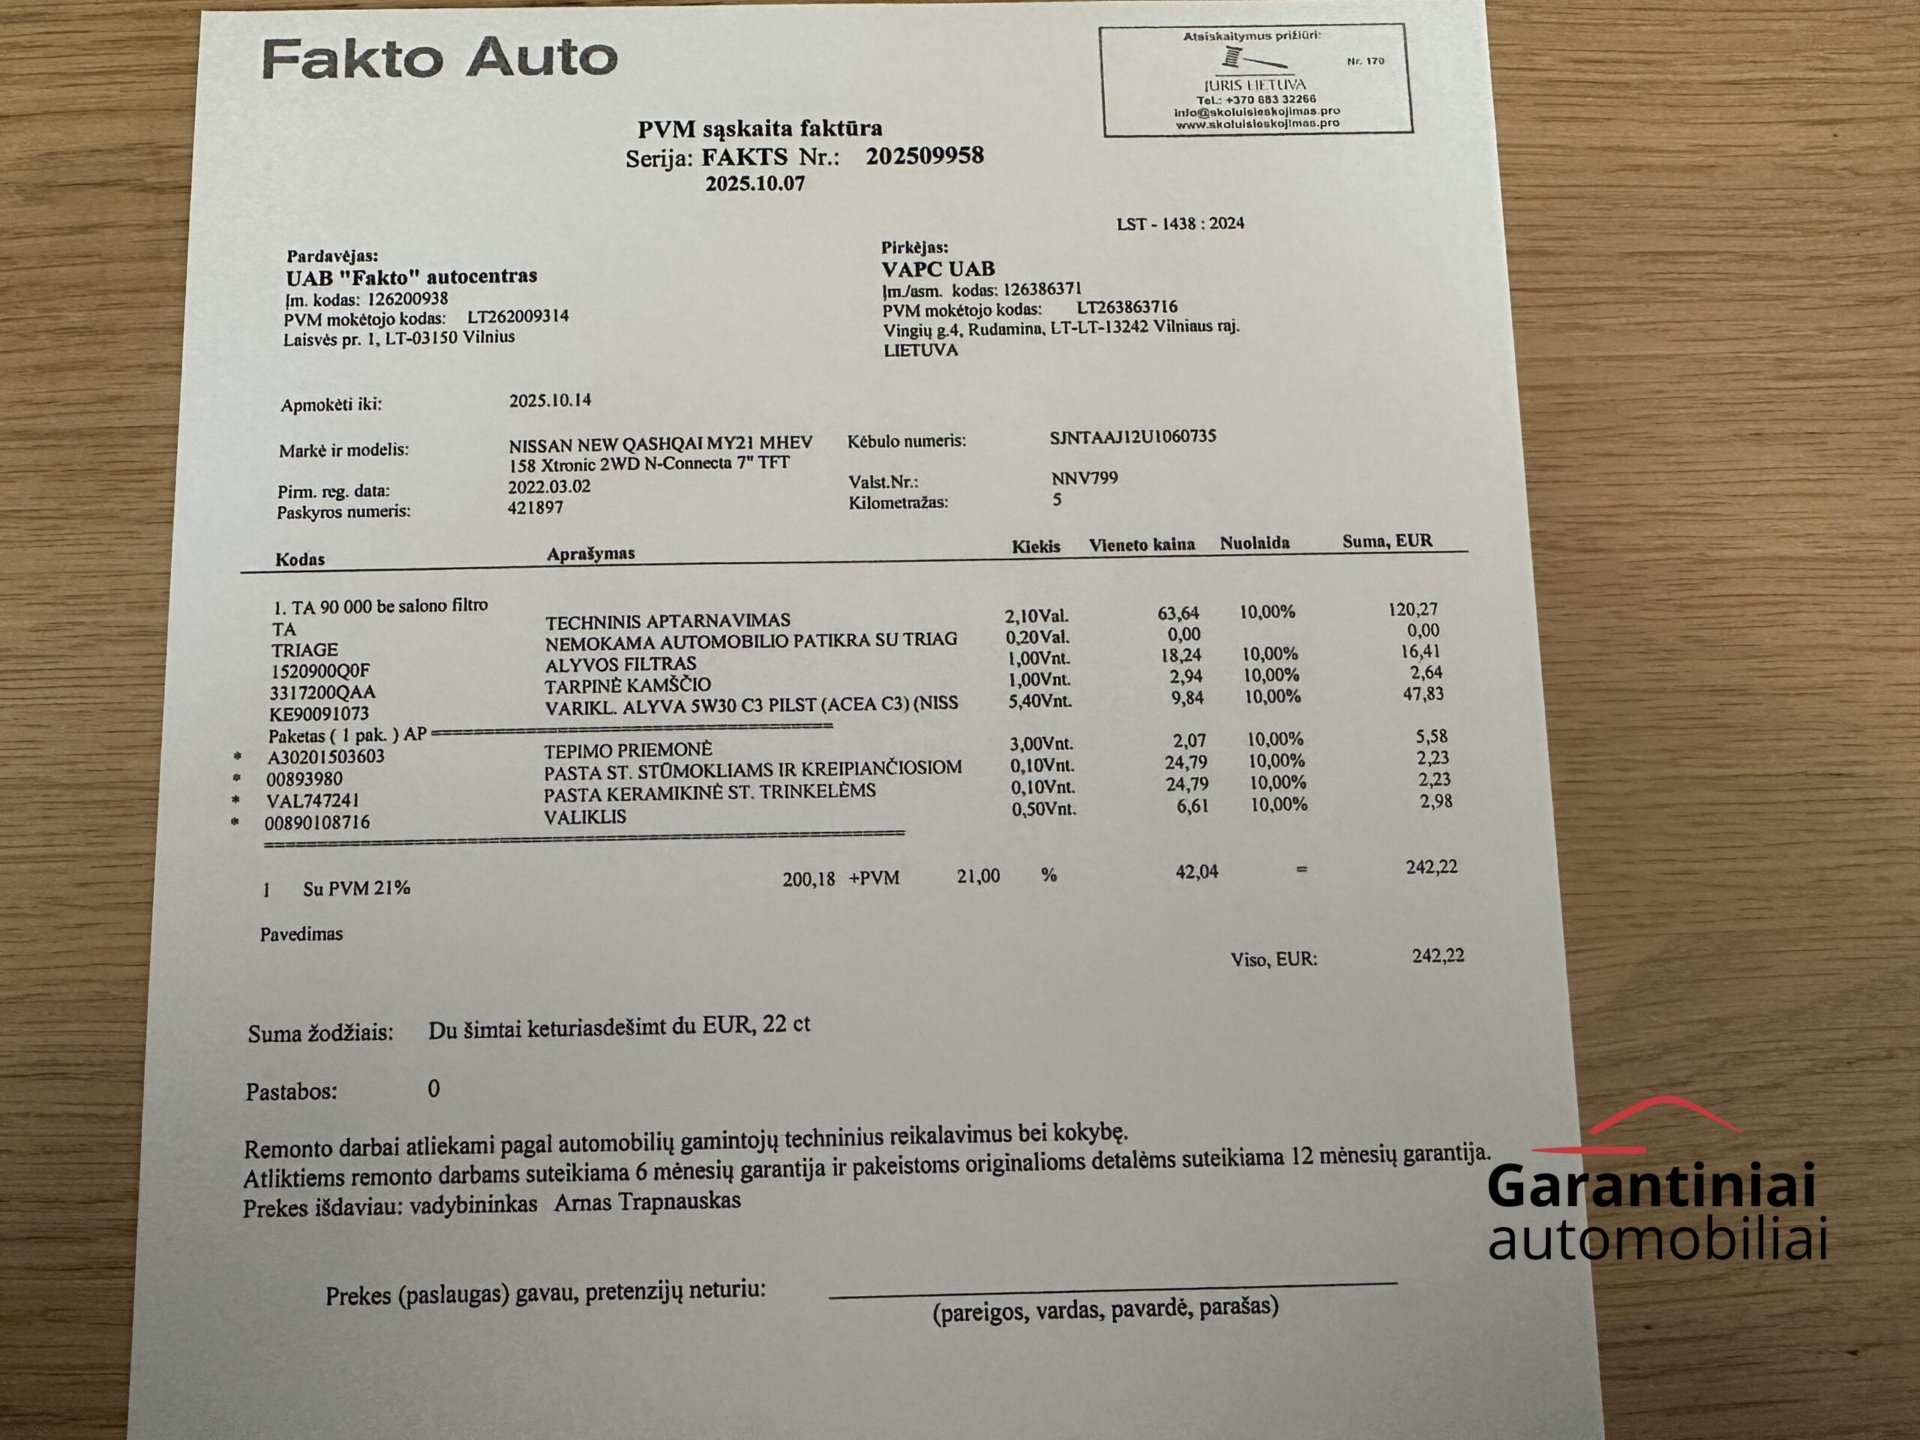 Fakto Auto
Atsiskaitymus prižiūri:
Nr. 170
JURIS LIETUVA
Tel.: +370 683 32266
info@skoluisieskojimas.pro
www.skoluisieskojimas.pro
PVM sąskaita faktūra
Serija: FAKTS Nr.: 202509958
2025.10.07
LST - 1438 : 2024
Pardavėjas:
UAB "Fakto" autocentras
Įm. kodas: 126200938
PVM mokėtojo kodas: LT262009314
Laisvės pr. 1, LT-03150 Vilnius
Pirkėjas:
VAPC UAB
Įm./asm. kodas: 126386371
PVM mokėtojo kodas: LT263863716
Vingių g.4, Rudamina, LT-LT-13242 Vilniaus raj.
LIETUVA
Apmokėti iki: 2025.10.14
Markė ir modelis: NISSAN NEW QASHQAI MY21 MHEV Kėbulo numeris: SJNTAAJ12U1060735
158 Xtronic 2WD N-Connecta 7" TFT
Pirm. reg. data: 2022.03.02 Valst.Nr.: NNV799
Paskyros numeris: 421897 Kilometražas: 5
Kodas Aprašymas Kiekis Vieneto kaina Nuolaida Suma, EUR
1. TA 90 000 be salono filtro
TA TECHNINIS APTARNAVIMAS 2,10Val. 63,64 10,00% 120,27
TRIAGE NEMOKAMA AUTOMOBILIO PATIKRA SU TRIAG 0,20Val. 0,00 0,00
1520900Q0F ALYVOS FILTRAS 1,00Vnt. 18,24 10,00% 16,41
3317200QAA TARPINĖ KAMŠČIO 1,00Vnt. 2,94 10,00% 2,64
KE90091073 VARIKL. ALYVA 5W30 C3 PILST (ACEA C3) (NISS 5,40Vnt. 9,84 10,00% 47,83
Paketas ( 1 pak. ) AP
* A30201503603 TEPIMO PRIEMONĖ 3,00Vnt. 2,07 10,00% 5,58
* 00893980 PASTA ST. STŪMOKLIAMS IR KREIPIANČIOSIOM 0,10Vnt. 24,79 10,00% 2,23
* VAL747241 PASTA KERAMIKINĖ ST. TRINKELĖMS 0,10Vnt. 24,79 10,00% 2,23
* 00890108716 VALIKLIS 0,50Vnt. 6,61 10,00% 2,98
1 Su PVM 21% 200,18 +PVM 21,00 % 42,04 = 242,22
Pavedimas
Viso, EUR: 242,22
Suma žodžiais: Du šimtai keturiasdešimt du EUR, 22 ct
Pastabos: 0
Remonto darbai atliekami pagal automobilių gamintojų techninius reikalavimus bei kokybę.
Atliktiems remonto darbams suteikiama 6 mėnesių garantija ir pakeistoms originalioms detalėms suteikiama 12 mėnesių garantija.
Prekes išdaviau: vadybininkas Arnas Trapnauskas
Prekes (paslaugas) gavau, pretenzijų neturiu:
(pareigos, vardas, pavardė, parašas)
Garantiniai
automobiliai